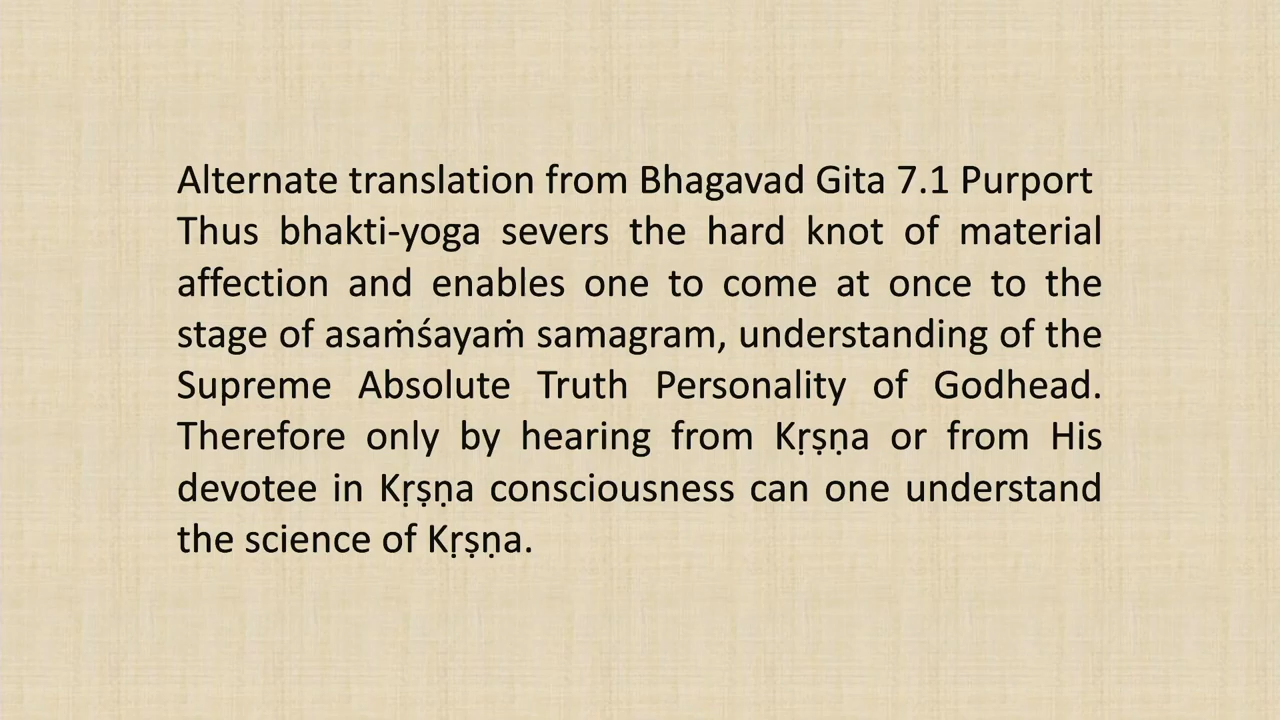 Alternate translation from Bhagavad Gita 7.1 Purport
Thus bhakti-yoga severs the hard knot of material
affection and enables one to come at once to the
stage of asaṁśayaṁ samagram, understanding of the
Supreme Absolute Truth Personality of Godhead.
Therefore only by hearing from Kṛṣṇa or from His
devotee in Kṛṣṇa consciousness can one understand
the science of Kṛṣṇa.